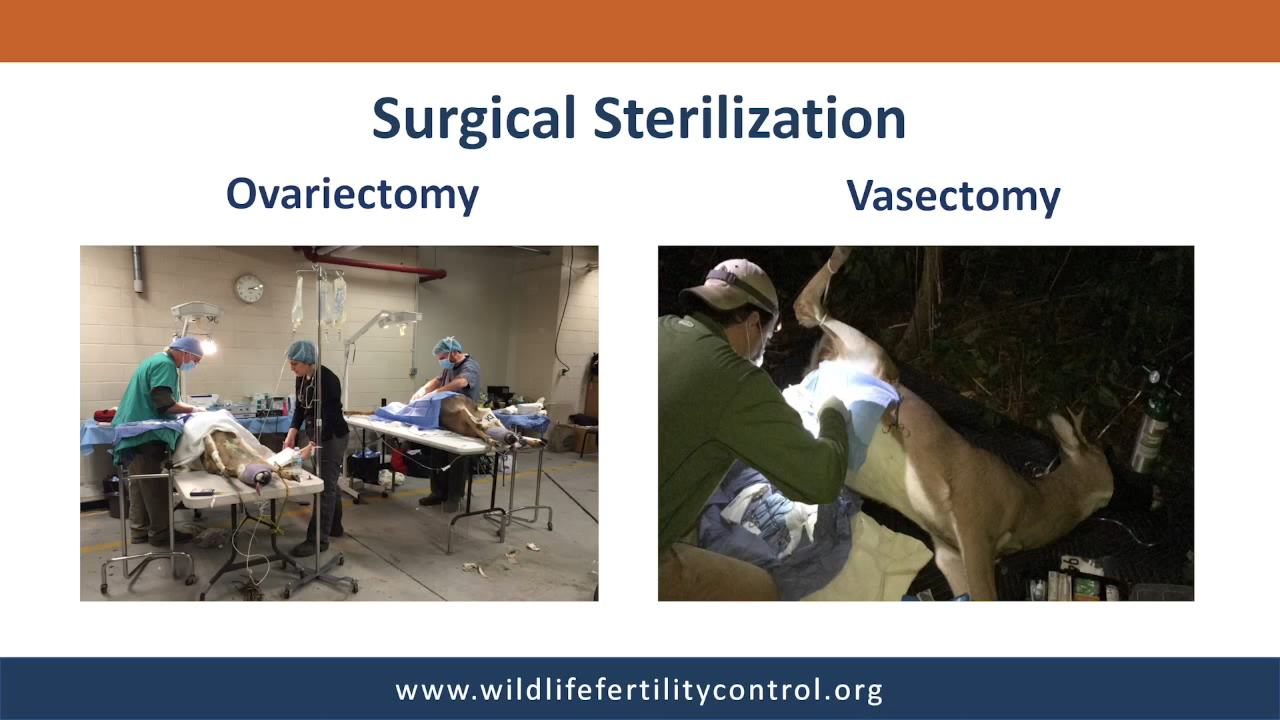 Surgical Sterilization
Ovariectomy
Vasectomy
www.wildlifefertilitycontrol.org